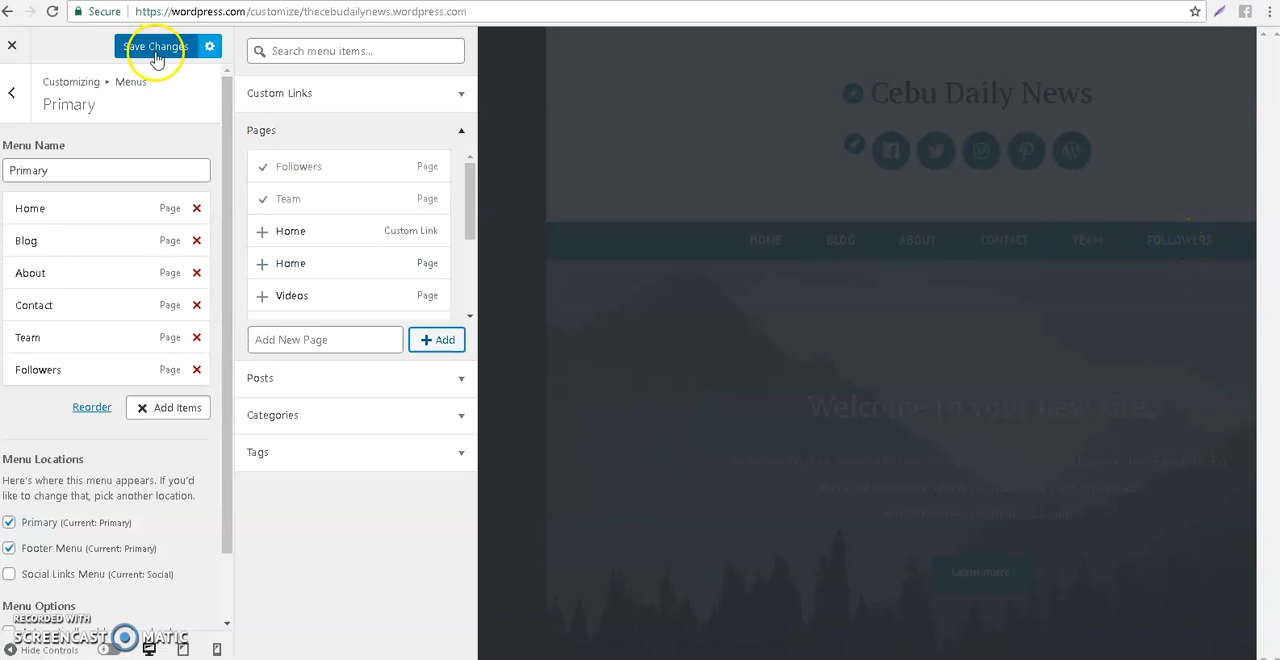 Secure
https://wordpress.com/customize/thecebudailynews.wordpress.com
Save Changes
Customizing ▸ Menus
Primary
Menu Name
Primary
Home Page
Blog Page
About Page
Contact Page
Team Page
Followers Page
Reorder
Add Items
Menu Locations
Here's where this menu appears. If you'd
like to change that, pick another location.
Primary (Current: Primary)
Footer Menu (Current: Primary)
Social Links Menu (Current: Social)
Menu Options
RECORDED WITH
SCREENCAST MATIC
Hide Controls
Search menu items...
Custom Links
Pages
Followers Page
Team Page
Home Custom Link
Home Page
Videos Page
Add New Page
+ Add
Posts
Categories
Tags
Cebu Daily News
HOME BLOG ABOUT CONTACT TEAM FOLLOWERS
Welcome to your new site.
Learn more